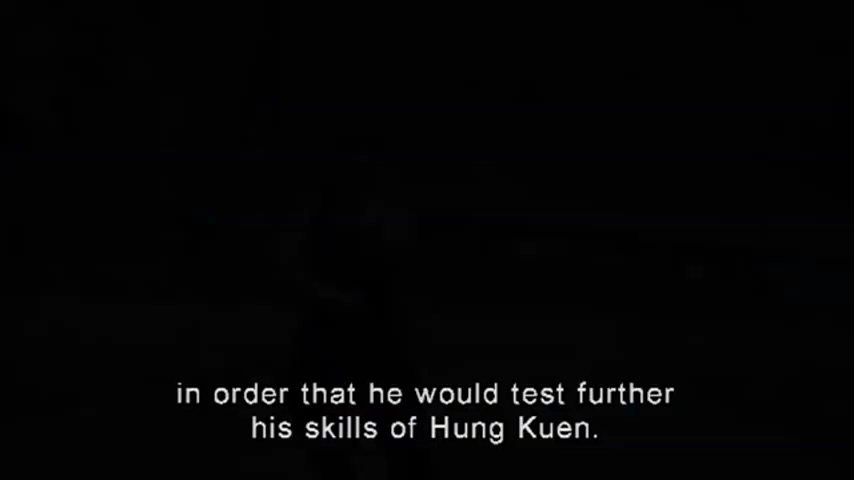 in order that he would test further
his skills of Hung Kuen.